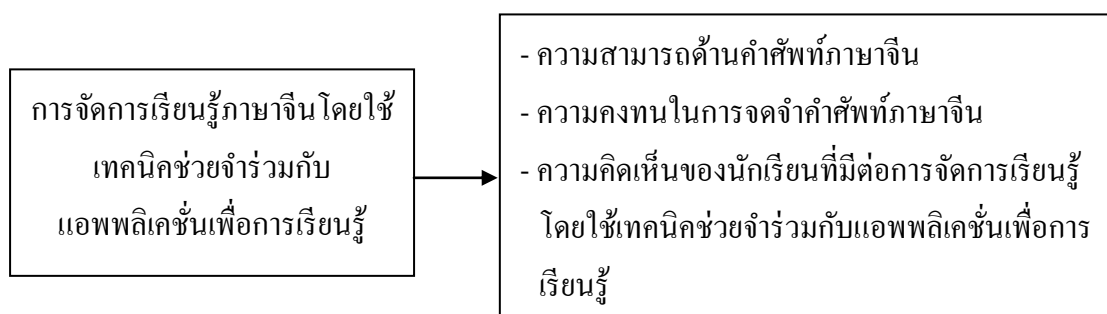 การจัดการเรียนรู้ภาษาจีนโดยใช้
เทคนิคช่วยจำร่วมกับ
แอพพลิเคชั่นเพื่อการเรียนรู้
- ความสามารถด้านคำศัพท์ภาษาจีน
- ความคงทนในการจดจำคำศัพท์ภาษาจีน
- ความคิดเห็นของนักเรียนที่มีต่อการจัดการเรียนรู้
โดยใช้เทคนิคช่วยจำร่วมกับแอพพลิเคชั่นเพื่อการ
เรียนรู้